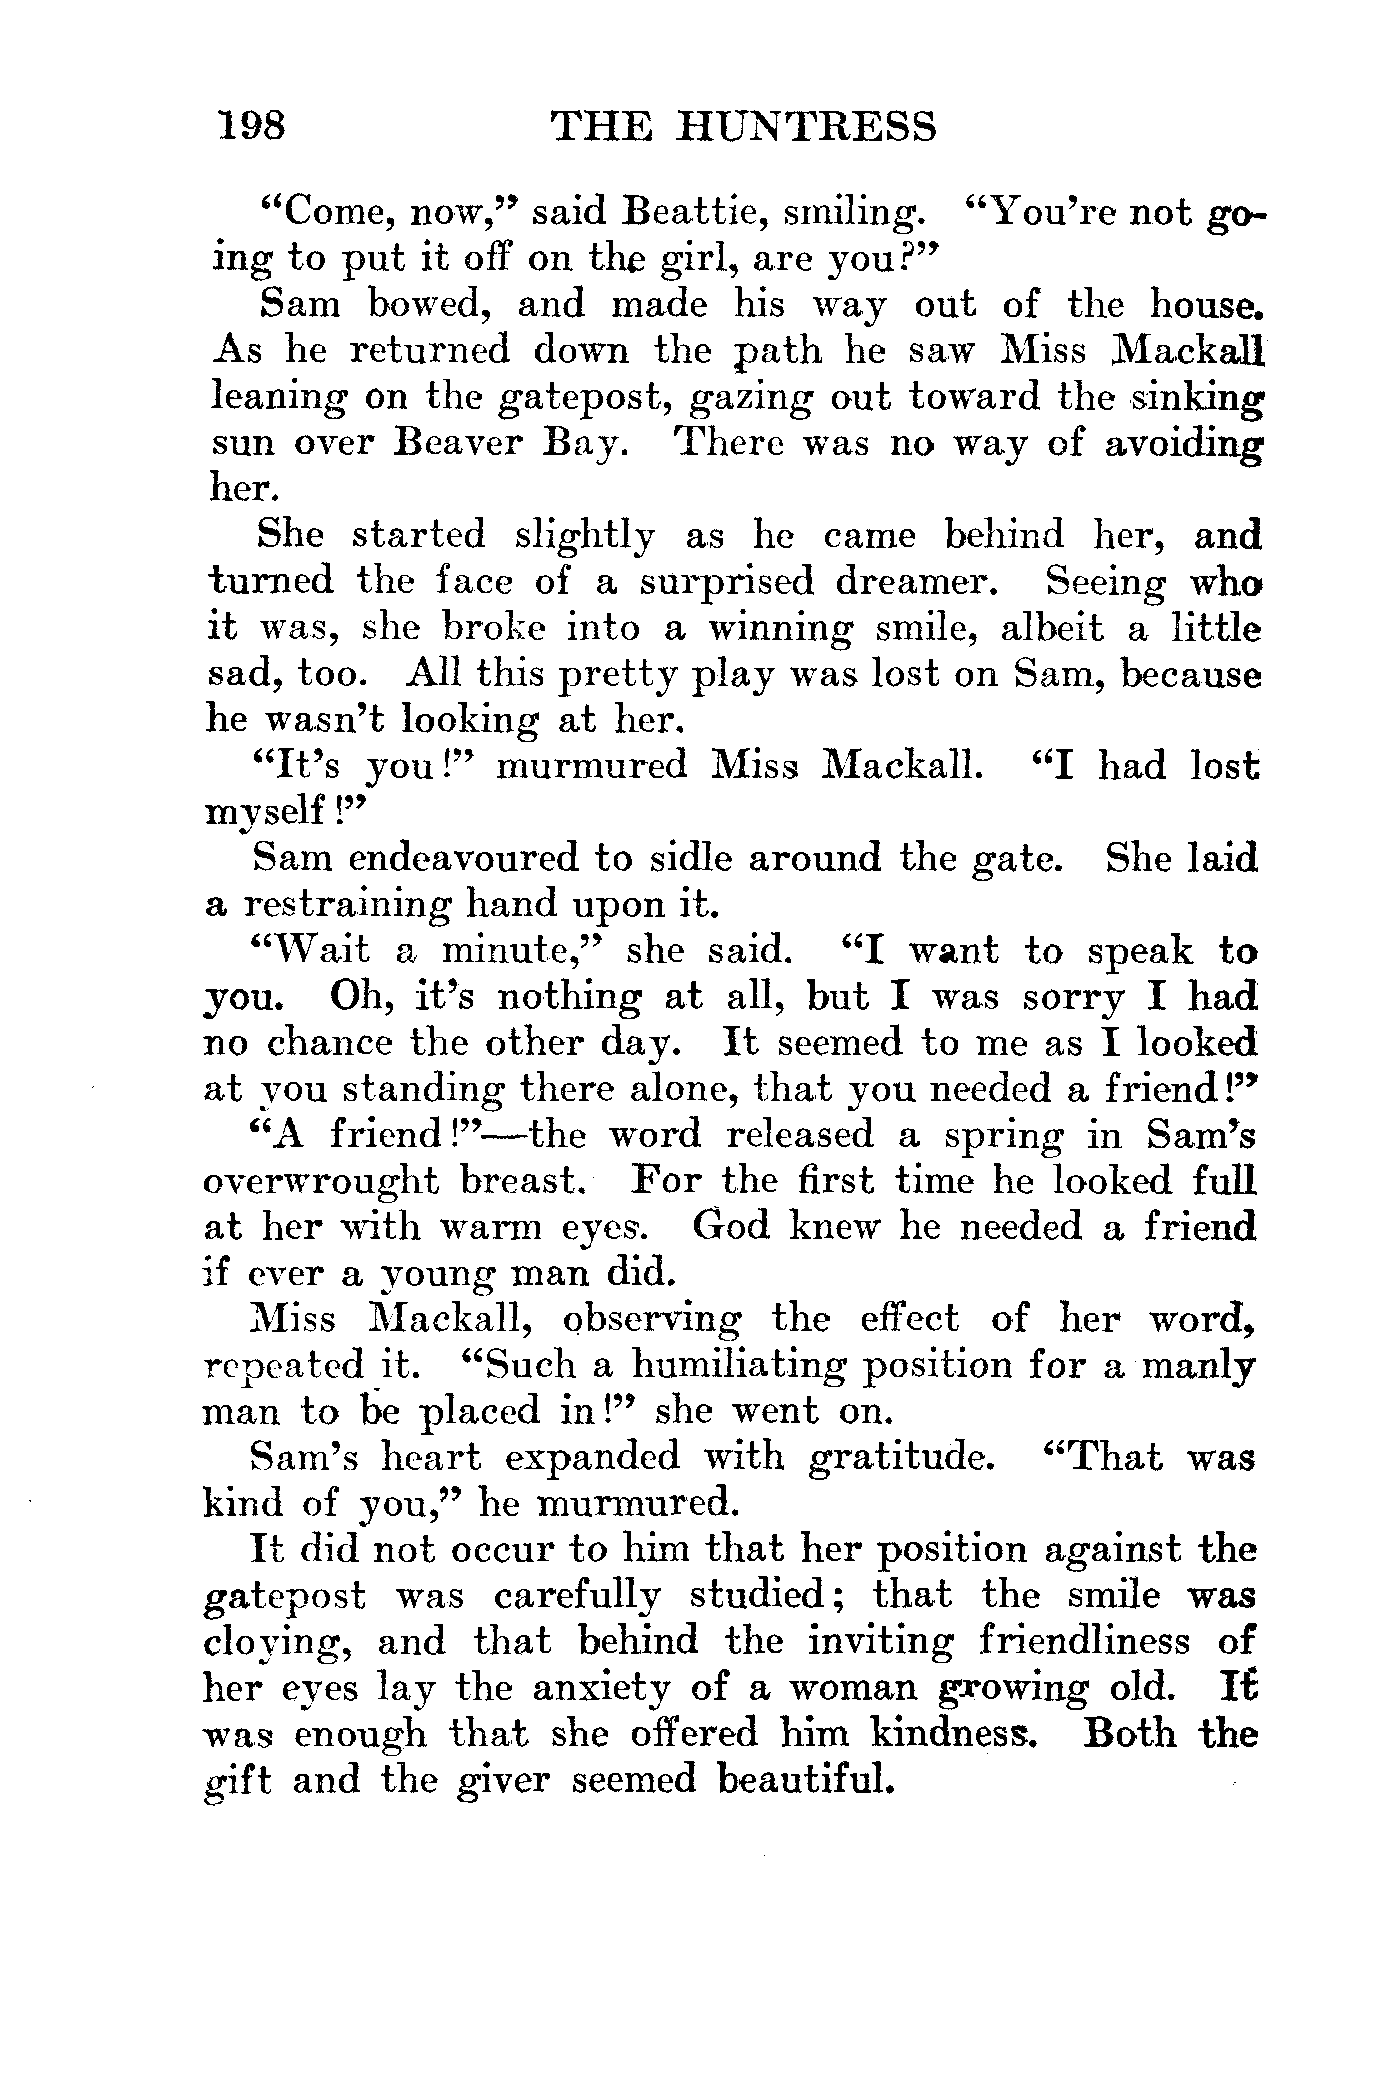 198 THE HUNTRESS
“Come, now,” said Beattie, smiling. “You’re not go-
ing to put it off on the girl, are you?”
Sam bowed, and made his way out of the house.
As he returned down the path he saw Miss Mackall
leaning on the gatepost, gazing out toward the sinking
sun over Beaver Bay. There was no way of avoiding
her.
She started slightly as he came behind her, and
turned the face of a surprised dreamer. Seeing who
it was, she broke into a winning smile, albeit a little
sad, too. All this pretty play was lost on Sam, because
he wasn’t looking at her.
“It’s you!” murmured Miss Mackall. “I had lost
myself!”
Sam endeavoured to sidle around the gate. She laid
a restraining hand upon it.
“Wait a minute,” she said. “I want to speak to
you. Oh, it’s nothing at all, but I was sorry I had
no chance the other day. It seemed to me as I looked
at you standing there alone, that you needed a friend!”
“A friend!”—the word released a spring in Sam’s
overwrought breast. For the first time he looked full
at her with warm eyes. God knew he needed a friend
if ever a young man did.
Miss Mackall, observing the effect of her word,
repeated it. “Such a humiliating position for a manly
man to be placed in!” she went on.
Sam’s heart expanded with gratitude. “That was
kind of you,” he murmured.
It did not occur to him that her position against the
gatepost was carefully studied; that the smile was
cloying, and that behind the inviting friendliness of
her eyes lay the anxiety of a woman growing old. It
was enough that she offered him kindness. Both the
gift and the giver seemed beautiful.